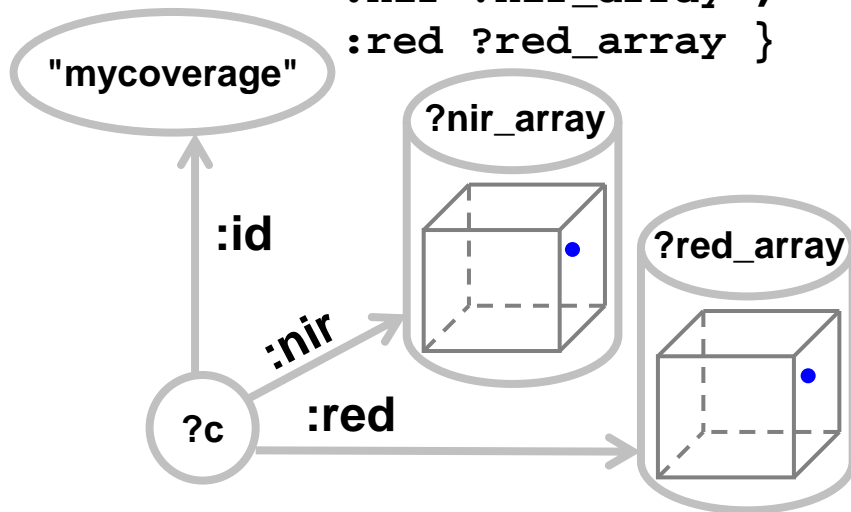 :nir ?nir_array ;
:red ?red_array }
"mycoverage"
?nir_array
:id
?red_array
:nir
:red
?c